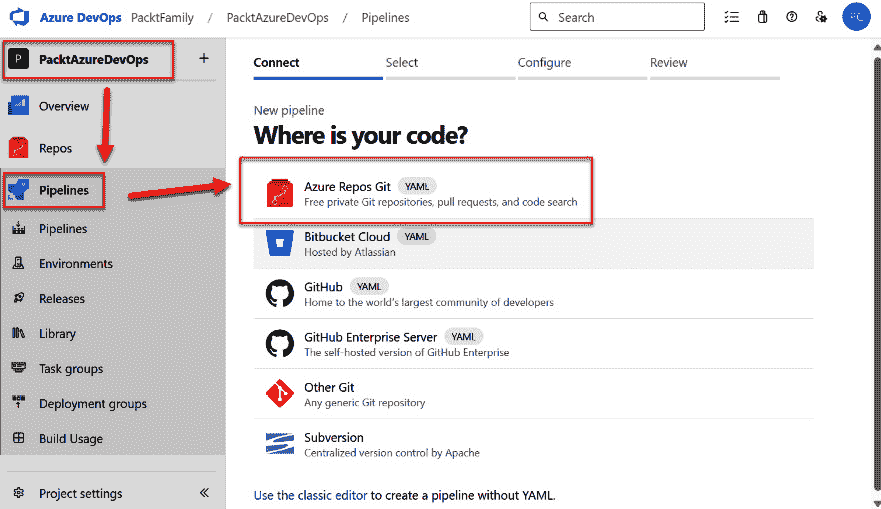 Azure DevOps PacktFamily / PacktAzureDevOps / Pipelines
Search
P PacktAzureDevOps +
Overview
Repos
Pipelines
Pipelines
Environments
Releases
Library
Task groups
Deployment groups
Build Usage
Project settings
Connect Select Configure Review
New pipeline
Where is your code?
Azure Repos Git YAML
Free private Git repositories, pull requests, and code search
Bitbucket Cloud YAML
Hosted by Atlassian
GitHub YAML
Home to the world's largest community of developers
GitHub Enterprise Server YAML
The self-hosted version of GitHub Enterprise
Other Git
Any generic Git repository
Subversion
Centralized version control by Apache
Use the classic editor to create a pipeline without YAML.